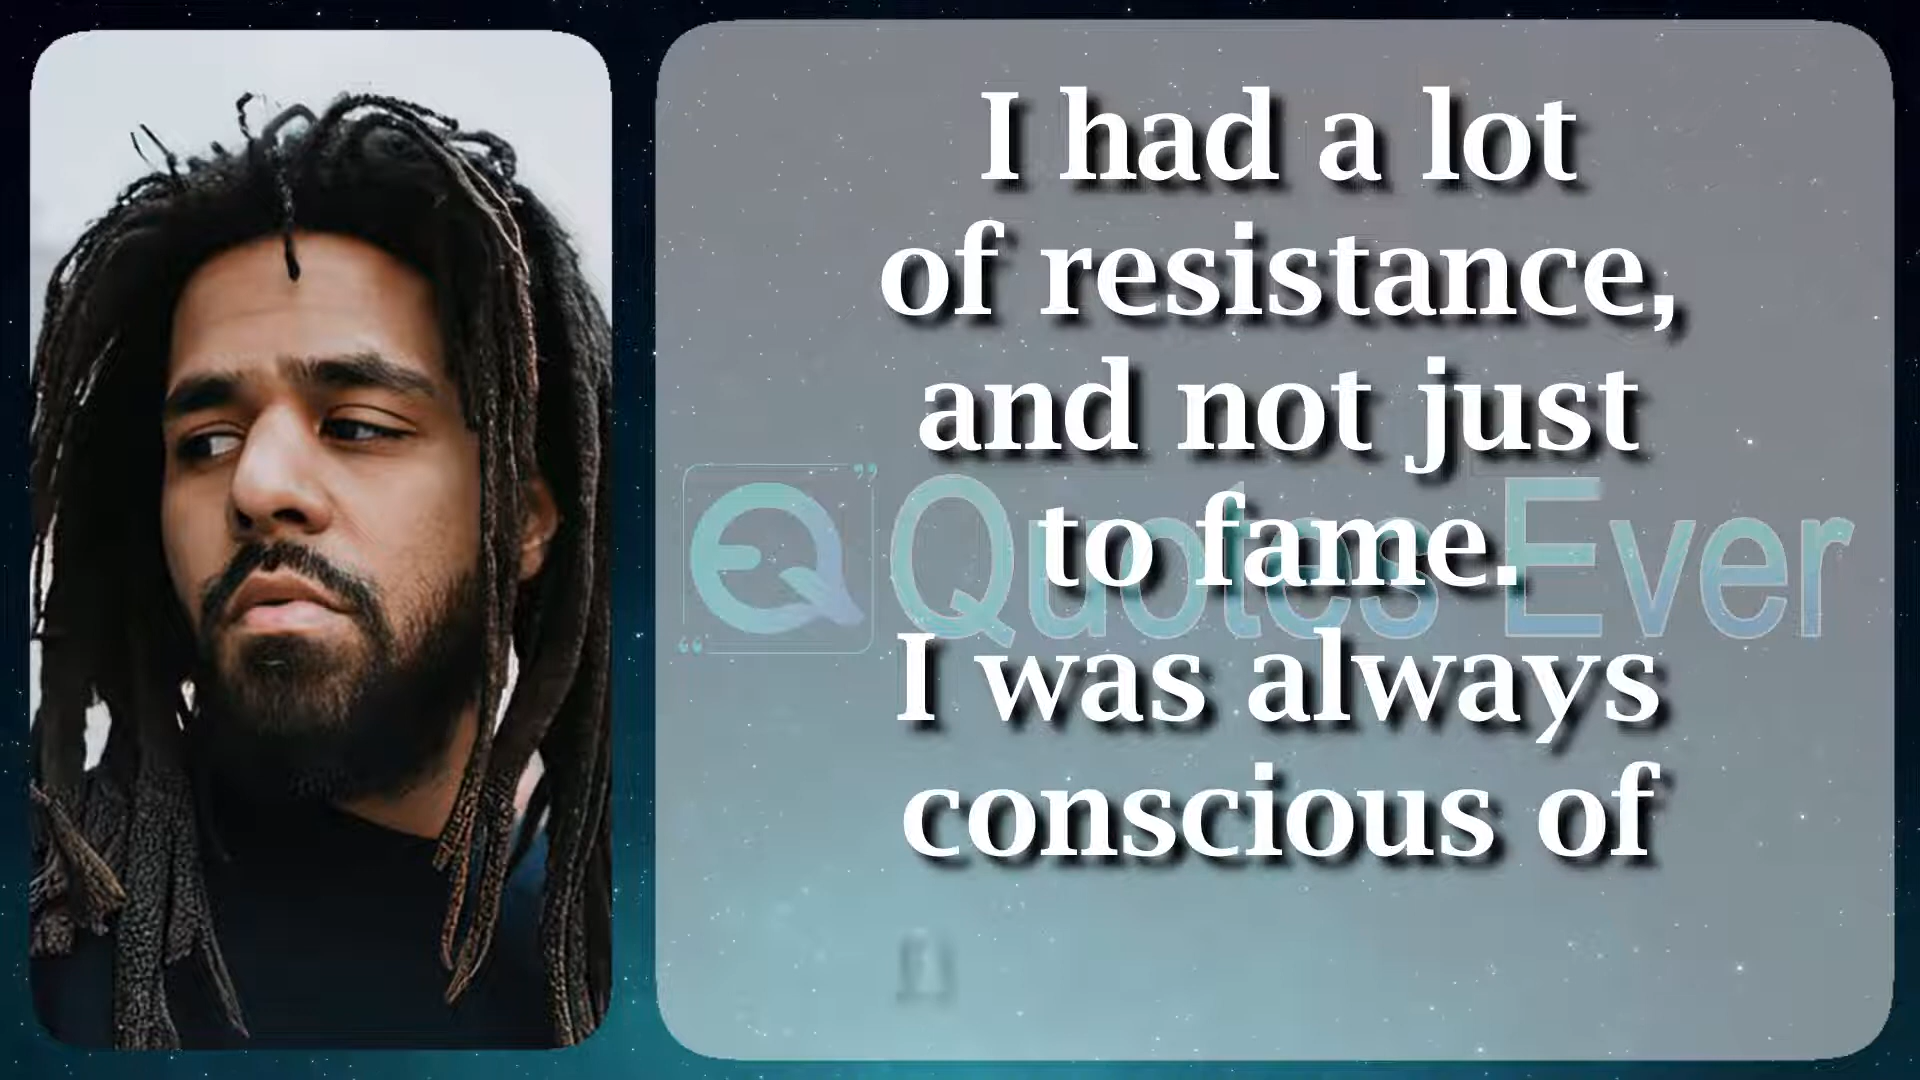 I had a lot
of resistance,
and not just
to fame.
Quotes Ever
I was always
conscious of